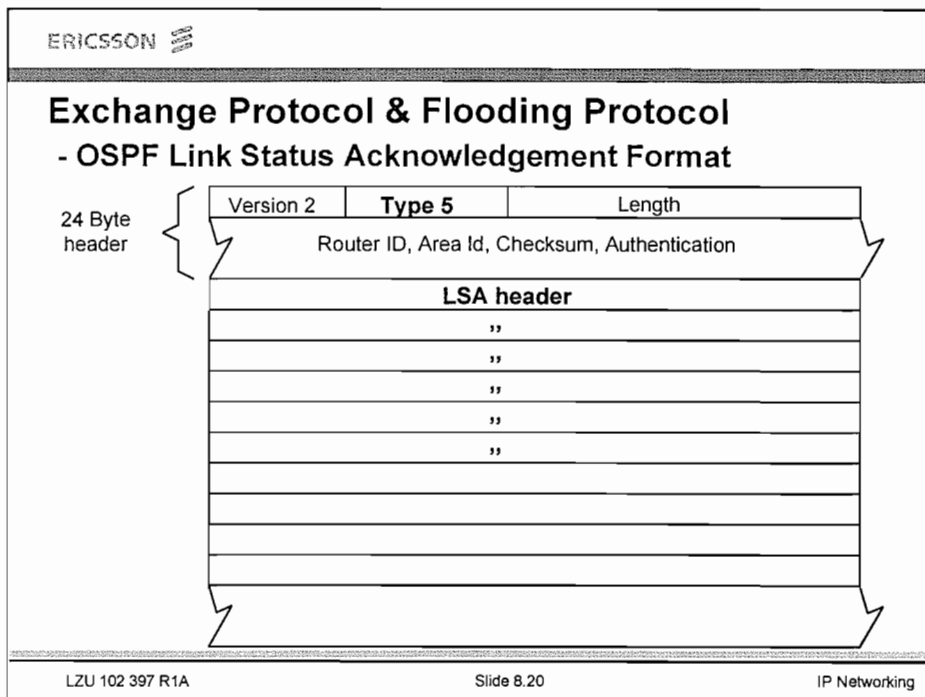 ERICSSON
Exchange Protocol & Flooding Protocol
- OSPF Link Status Acknowledgement Format
24 Byte
header
Version 2 Type 5 Length
Router ID, Area Id, Checksum, Authentication
LSA header
”
”
”
”
”
LZU 102 397 R1A Slide 8.20 IP Networking